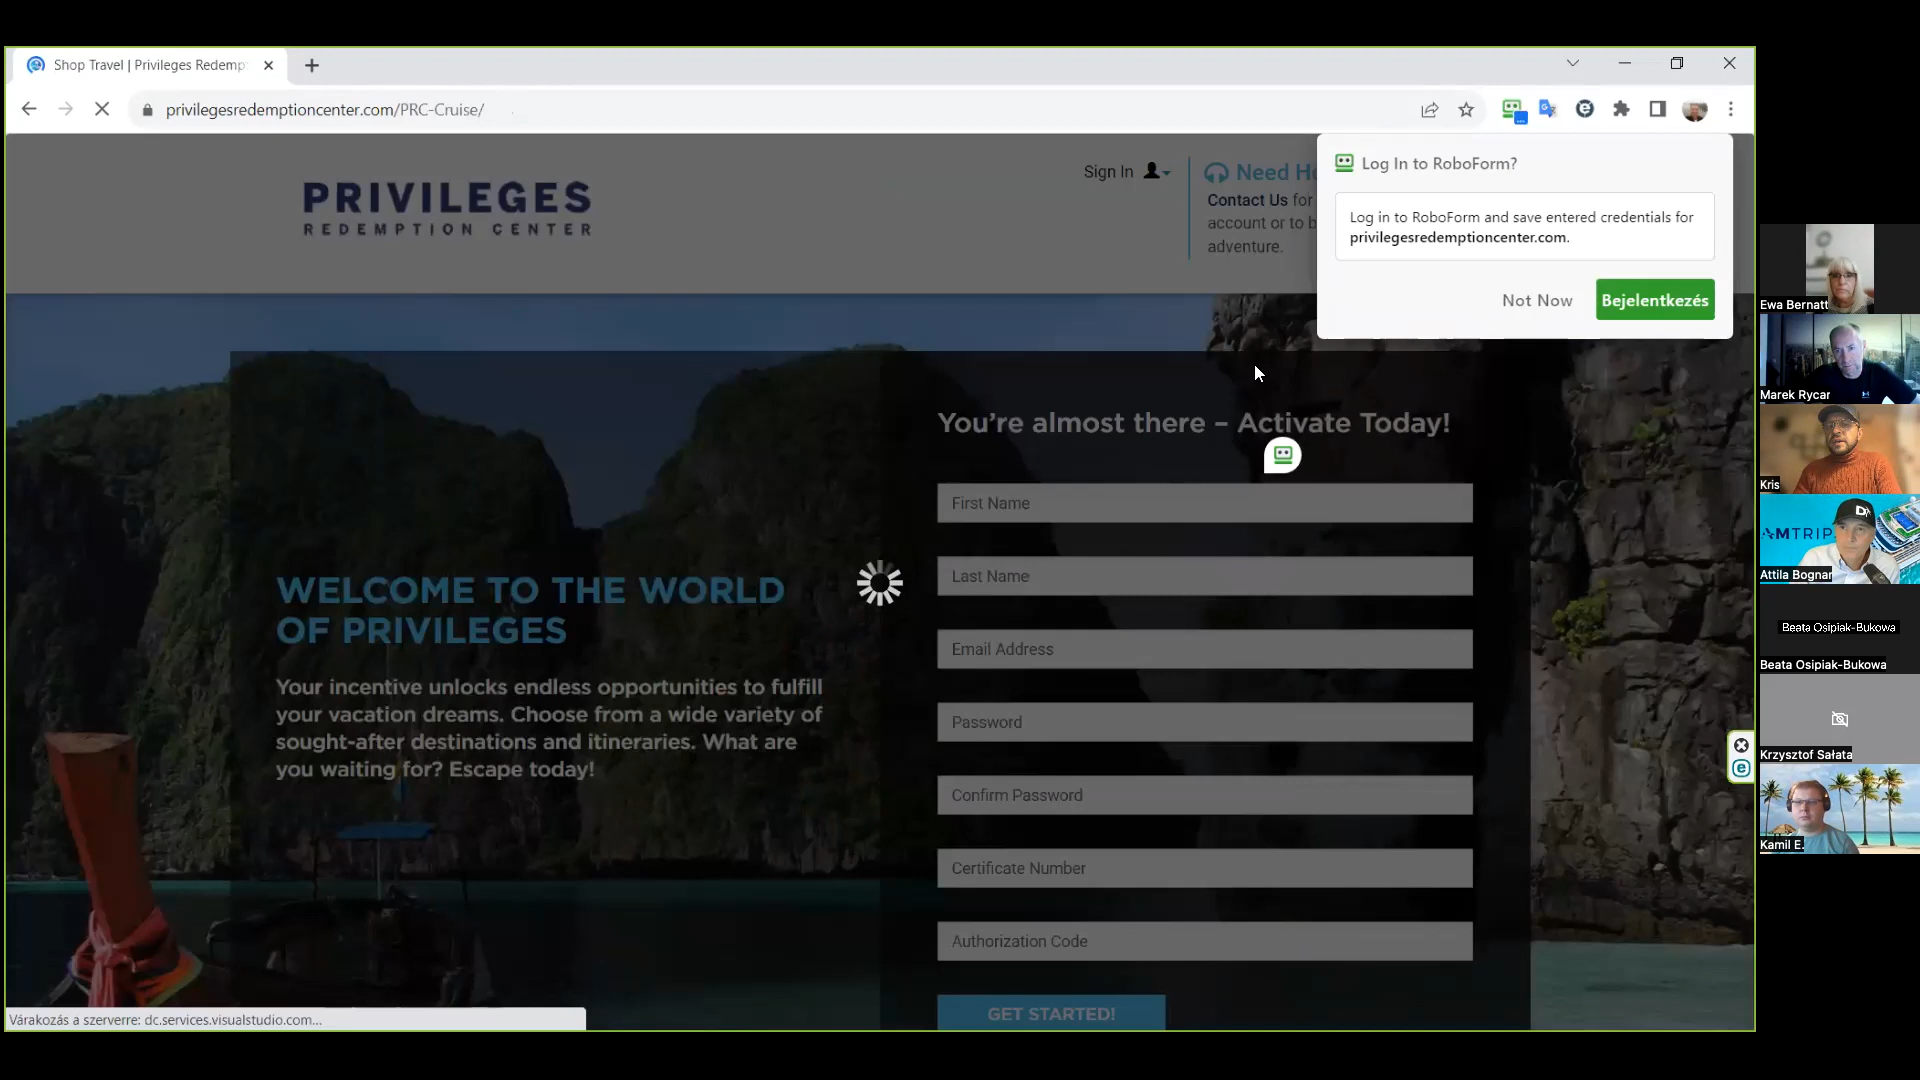 Shop Travel | Privileges Redemp
privilegesredemptioncenter.com/PRC-Cruise/
Log In to RoboForm?
Log in to RoboForm and save entered credentials for
privilegesredemptioncenter.com.
Not Now
Bejelentkezés
PRIVILEGES
REDEMPTION CENTER
Sign In
Need H
Contact Us for
account or to b
adventure.
WELCOME TO THE WORLD
OF PRIVILEGES
Your incentive unlocks endless opportunities to fulfill
your vacation dreams. Choose from a wide variety of
sought-after destinations and itineraries. What are
you waiting for? Escape today!
You're almost there – Activate Today!
First Name
Last Name
Email Address
Password
Confirm Password
Certificate Number
Authorization Code
GET STARTED!
Várakozás a szerverre: dc.services.visualstudio.com...
Ewa Bernatt
Marek Rycar
Kris
AMTRIP
Attila Bognar
Beata Osipiak-Bukowa
Beata Osipiak-Bukowa
Krzysztof Sałata
Kamil E.